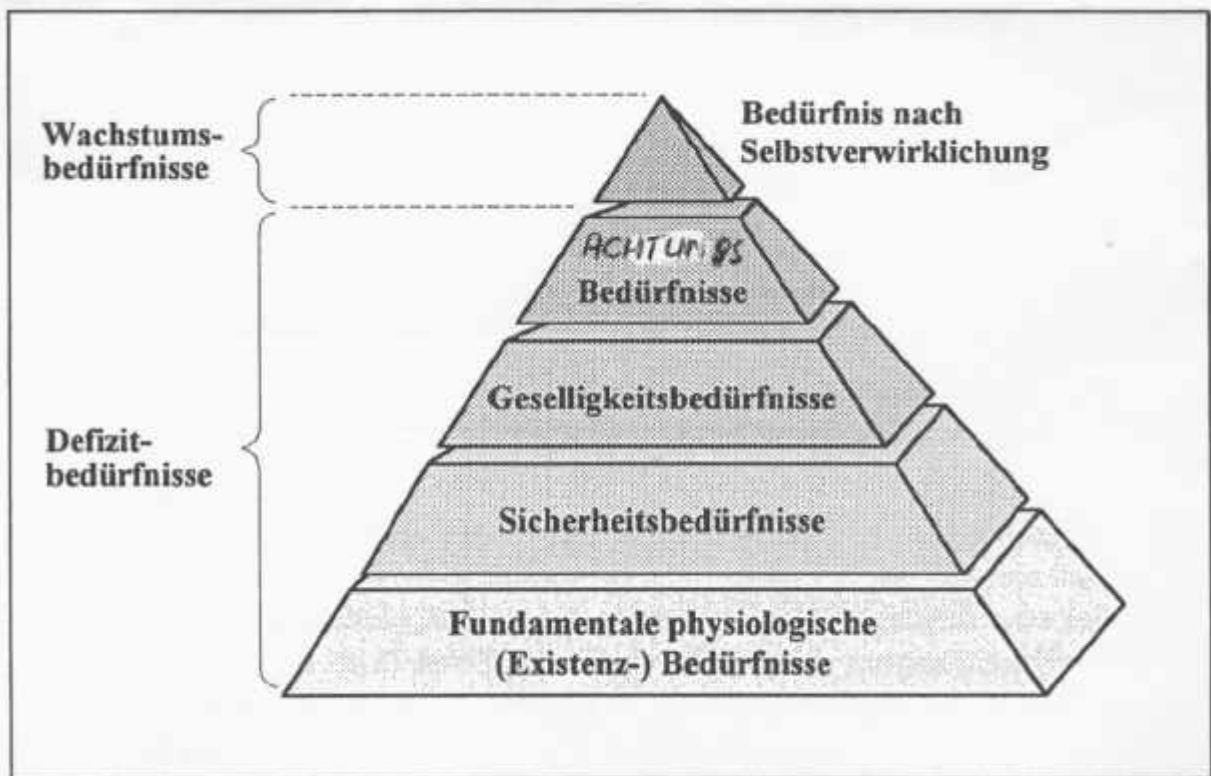 Wachstums-
bedürfnisse
Bedürfnis nach
Selbstverwirklichung
ACHTUNgs
Bedürfnisse
Geselligkeitsbedürfnisse
Defizit-
bedürfnisse
Sicherheitsbedürfnisse
Fundamentale physiologische
(Existenz-) Bedürfnisse